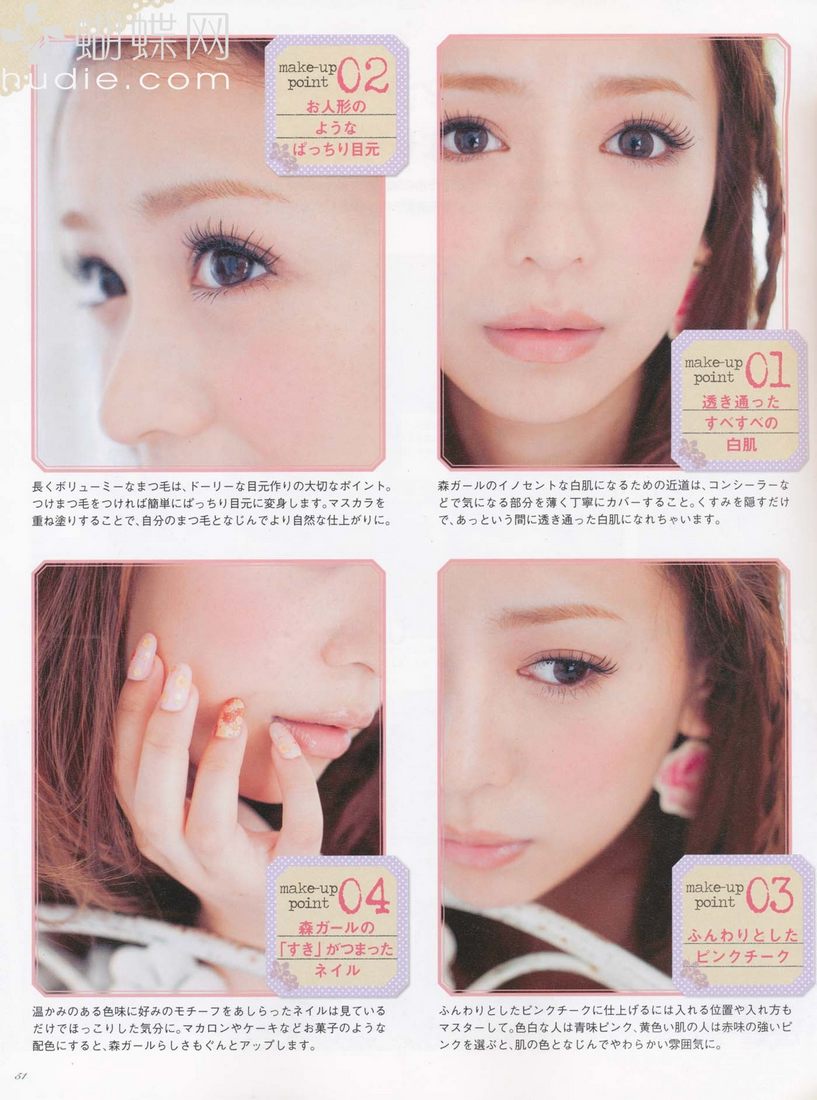 蝴蝶网
hudie.com
make-up
point 01
透き通った
すべすべの
白肌
森ガールのイノセントな白肌になるための近道は、コンシーラーな
どで気になる部分を薄く丁寧にカバーすること。くすみを隠すだけ
で、あっという間に透き通った白肌になれちゃいます。
make-up
point 02
お人形の
ような
ぱっちり目元
長くボリューミーなまつ毛は、ドーリーな目元作りの大切なポイント。
つけまつ毛をつければ簡単にぱっちり目元に変身します。マスカラを
重ね塗りすることで、自分のまつ毛となじんでより自然な仕上がりに。
make-up
point 03
ふんわりとした
ピンクチーク
ふんわりとしたピンクチークに仕上げるには入れる位置や入れ方も
マスターして。色白な人は青味ピンク、黄色い肌の人は赤味の強いピ
ンクを選ぶと、肌の色となじんでやわらかい雰囲気に。
make-up
point 04
森ガールの
「すき」がつまった
ネイル
温かみのある色味に好みのモチーフをあしらったネイルは見ている
だけでほっこりした気分に。マカロンやケーキなどお菓子のような
配色にすると、森ガールらしさもぐんとアップします。
51